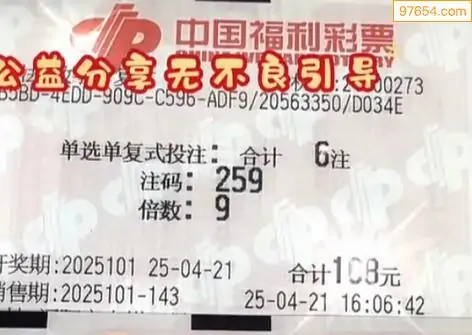 97654.com
中国福利彩票
公益分享无不良引导
B5BD-4EDD-909C-C596-ADF9/20563350/D034E
单选单复式投注: 合计 6注
注码: 259
倍数: 9
开奖期:2025101 25-04-21 合计108元
销售期:2025101-143 25-04-21 16:06:42